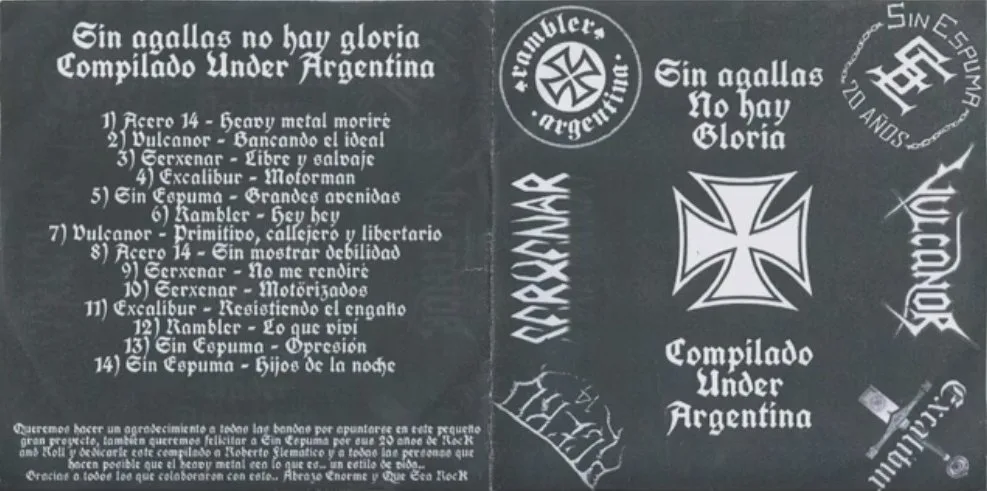 Sin agallas no hay gloria
Compilado Under Argentina
1) Acero 14 - Heavy metal moriré
2) Vulcanor - Bancando el ideal
3) Serxenar - Libre y salvaje
4) Excalibur - Motorman
5) Sin Espuma - Grandes avenidas
6) Rambler - Hey hey
7) Vulcanor - Primitivo, callejero y libertario
8) Acero 14 - Sin mostrar debilidad
9) Serxenar - No me rendiré
10) Serxenar - Motörizados
11) Excalibur - Resistiendo el engaño
12) Rambler - Lo que viví
13) Sin Espuma - Opresión
14) Sin Espuma - Hijos de la noche
Queremos hacer un agradecimiento a todas las bandas por apuntarse en este pequeño
gran proyecto, también queremos felicitar a Sin Espuma por sus 20 años de Rock
and Roll y dedicarle este compilado a Roberto Flematico y a todas las personas que
hacen posible que el heavy metal sea lo que es.. un estilo de vida..
Gracias a todos los que colaboraron con esto.. Abrazo Enorme y Que Sea Rock
rambler
argentina
Sin agallas
No hay
Gloria
SIN ESPUMA
20 AÑOS
SERXENAR
VULCANOR
Compilado
Under
Argentina
ACERO 14
Excalibur